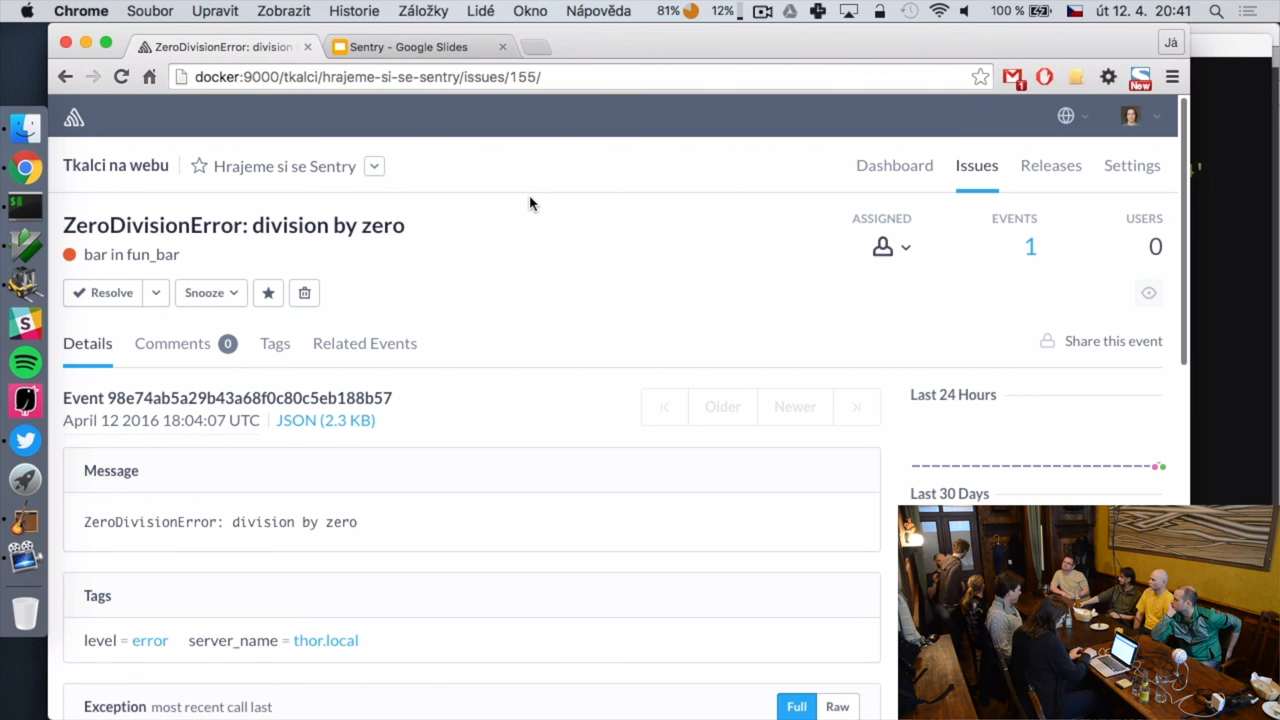 Chrome Soubor Upravit Zobrazit Historie Záložky Lidé Okno Nápověda 81% 12% 100 % út 12. 4. 20:41
ZeroDivisionError: division
Sentry - Google Slides
Já
docker:9000/tkalci/hrajeme-si-se-sentry/issues/155/
1
New
Tkalci na webu Hrajeme si se Sentry Dashboard Issues Releases Settings
ZeroDivisionError: division by zero
ASSIGNED EVENTS USERS
bar in fun_bar
1 0
Resolve Snooze
Details Comments 0 Tags Related Events Share this event
Event 98e74ab5a29b43a68f0c80c5eb188b57
April 12 2016 18:04:07 UTC JSON (2.3 KB)
Older Newer
Last 24 Hours
Message
Last 30 Days
ZeroDivisionError: division by zero
Tags
level = error server_name = thor.local
Exception most recent call last Full Raw